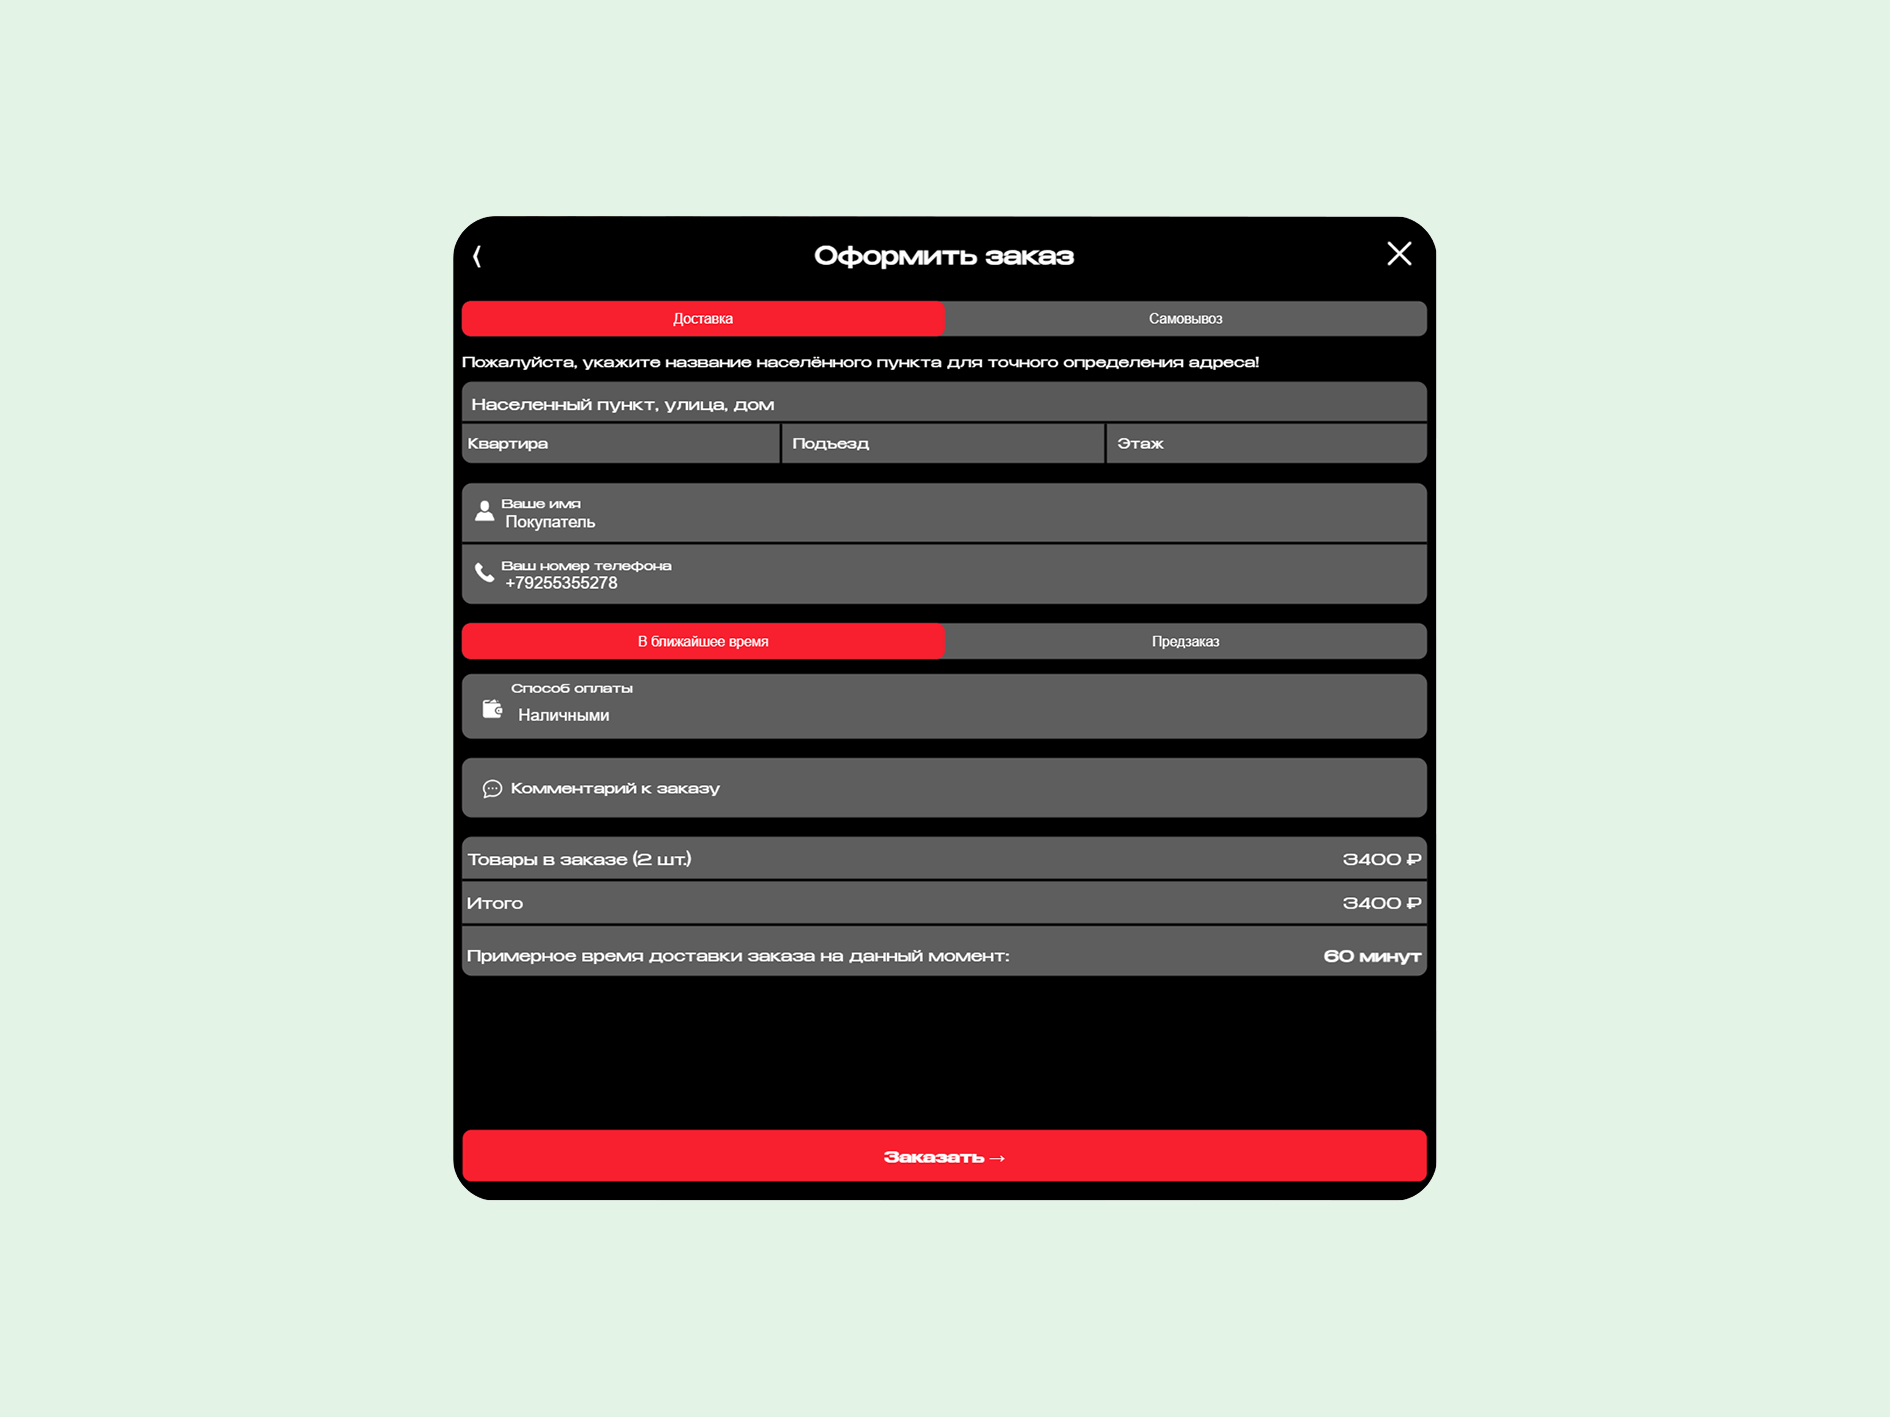 Оформить заказ
Доставка
Самовывоз
Пожалуйста, укажите название населённого пункта для точного определения адреса!
Населенный пункт, улица, дом
Квартира
Подъезд
Этаж
Ваше имя
Покупатель
Ваш номер телефона
+79255355278
В ближайшее время
Предзаказ
Способ оплаты
Наличными
Комментарий к заказу
Товары в заказе (2 шт.)
3400 ₽
Итого
3400 ₽
Примерное время доставки заказа на данный момент:
60 минут
Заказать →